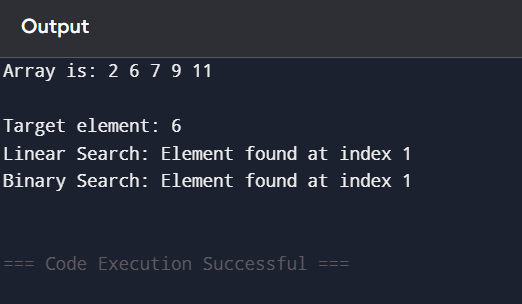 Output
Array is: 2 6 7 9 11
Target element: 6
Linear Search: Element found at index 1
Binary Search: Element found at index 1
=== Code Execution Successful ===